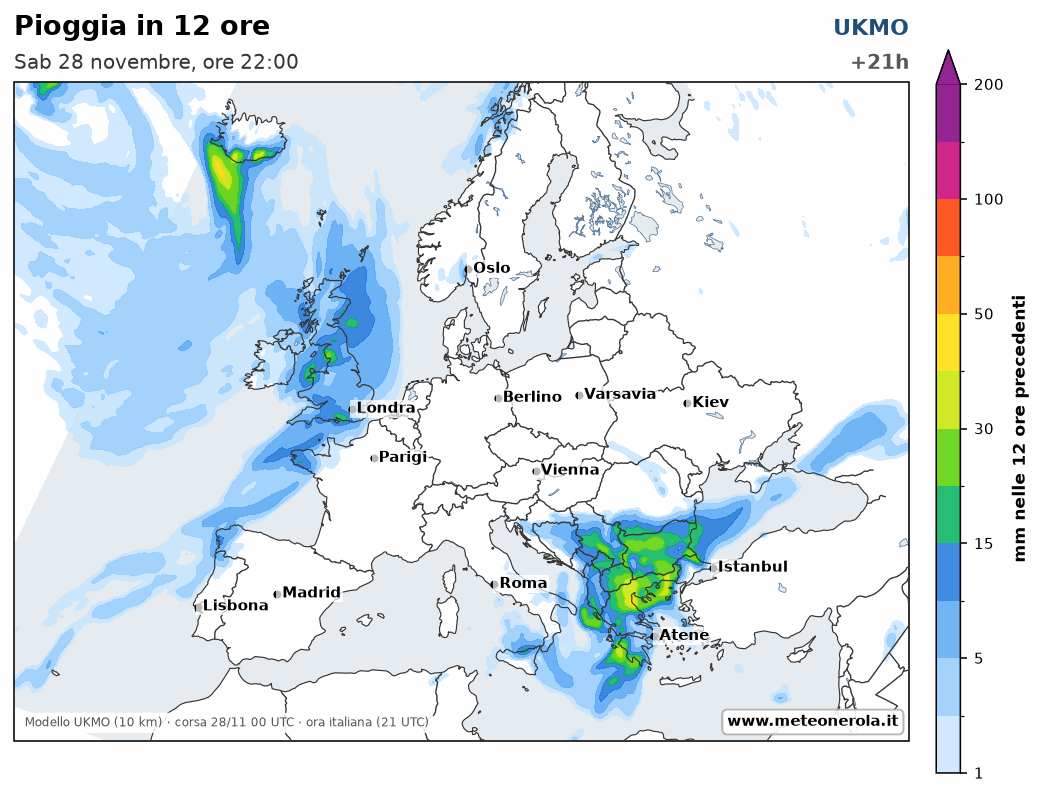 Pioggia in 12 ore
UKMO
Sab 28 novembre, ore 22:00
+21h
200
100
50
30
15
5
1
mm nelle 12 ore precedenti
Oslo
Berlino
Varsavia
Kiev
Londra
Parigi
Vienna
Istanbul
Roma
Madrid
Lisbona
Atene
Modello UKMO (10 km) · corsa 28/11 00 UTC · ora italiana (21 UTC)
www.meteonerola.it